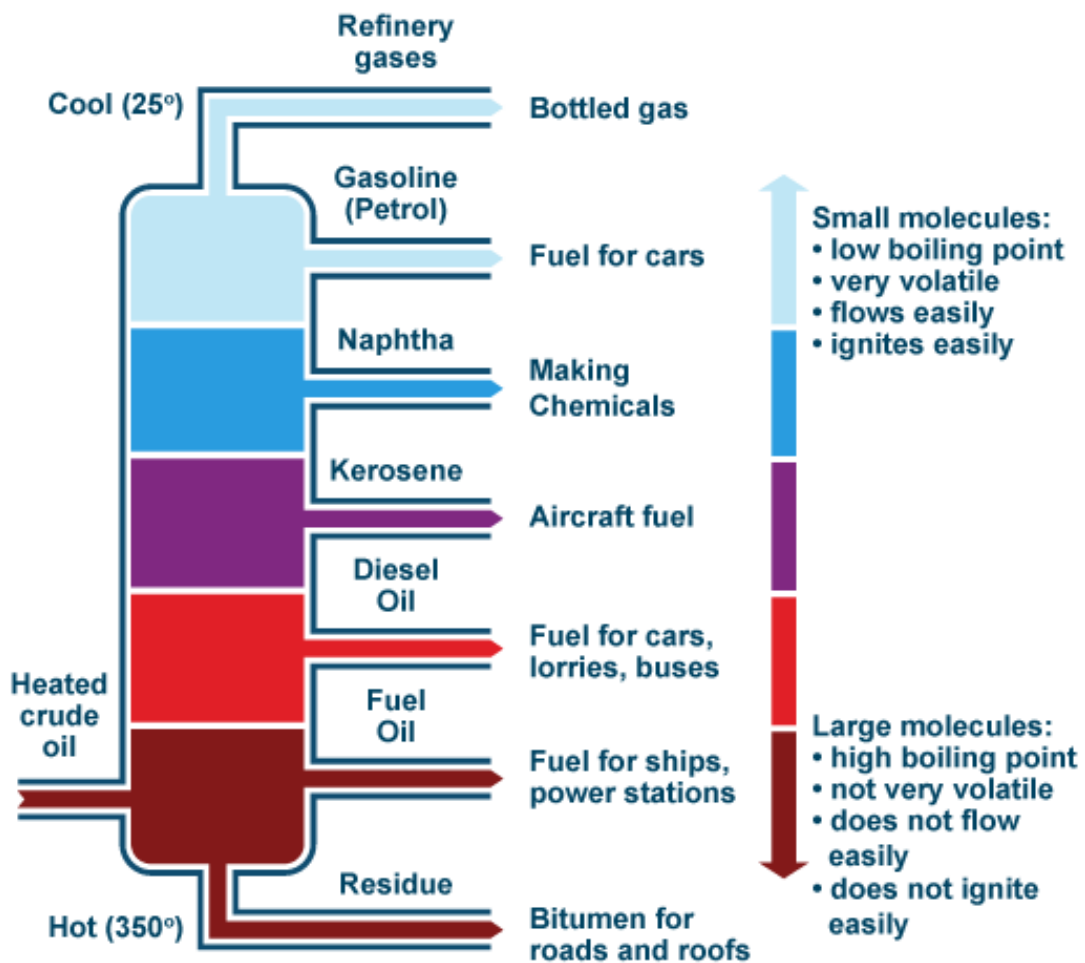 Refinery
gases
Cool (25°)
Bottled gas
Gasoline
(Petrol)
Fuel for cars
Naphtha
Making
Chemicals
Kerosene
Aircraft fuel
Diesel
Oil
Fuel for cars,
lorries, buses
Heated
crude
oil
Fuel
Oil
Fuel for ships,
power stations
Residue
Hot (350°)
Bitumen for
roads and roofs
Small molecules:
• low boiling point
• very volatile
• flows easily
• ignites easily
Large molecules:
• high boiling point
• not very volatile
• does not flow
easily
• does not ignite
easily